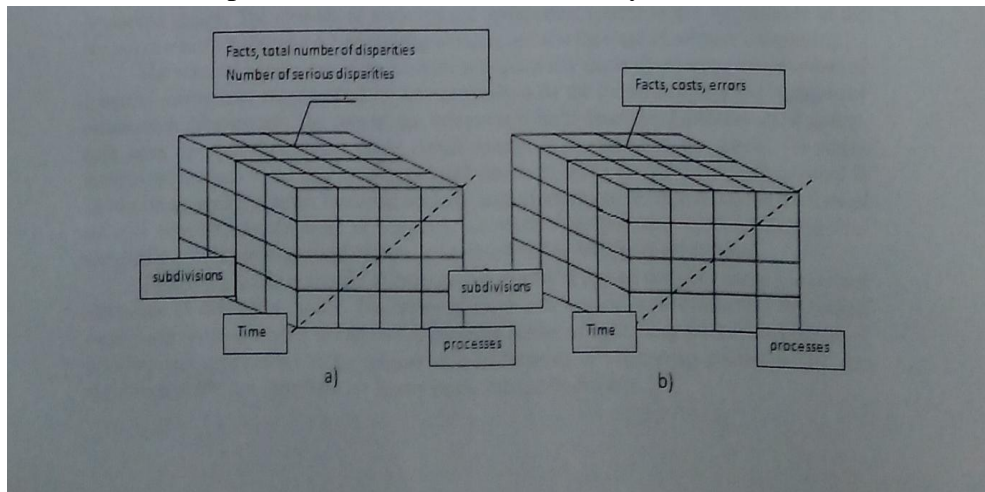 Facts, total number of disparities
Number of serious disparities
Facts, costs, errors
subdivisions
Time
processes
a)
subdivisions
Time
processes
b)